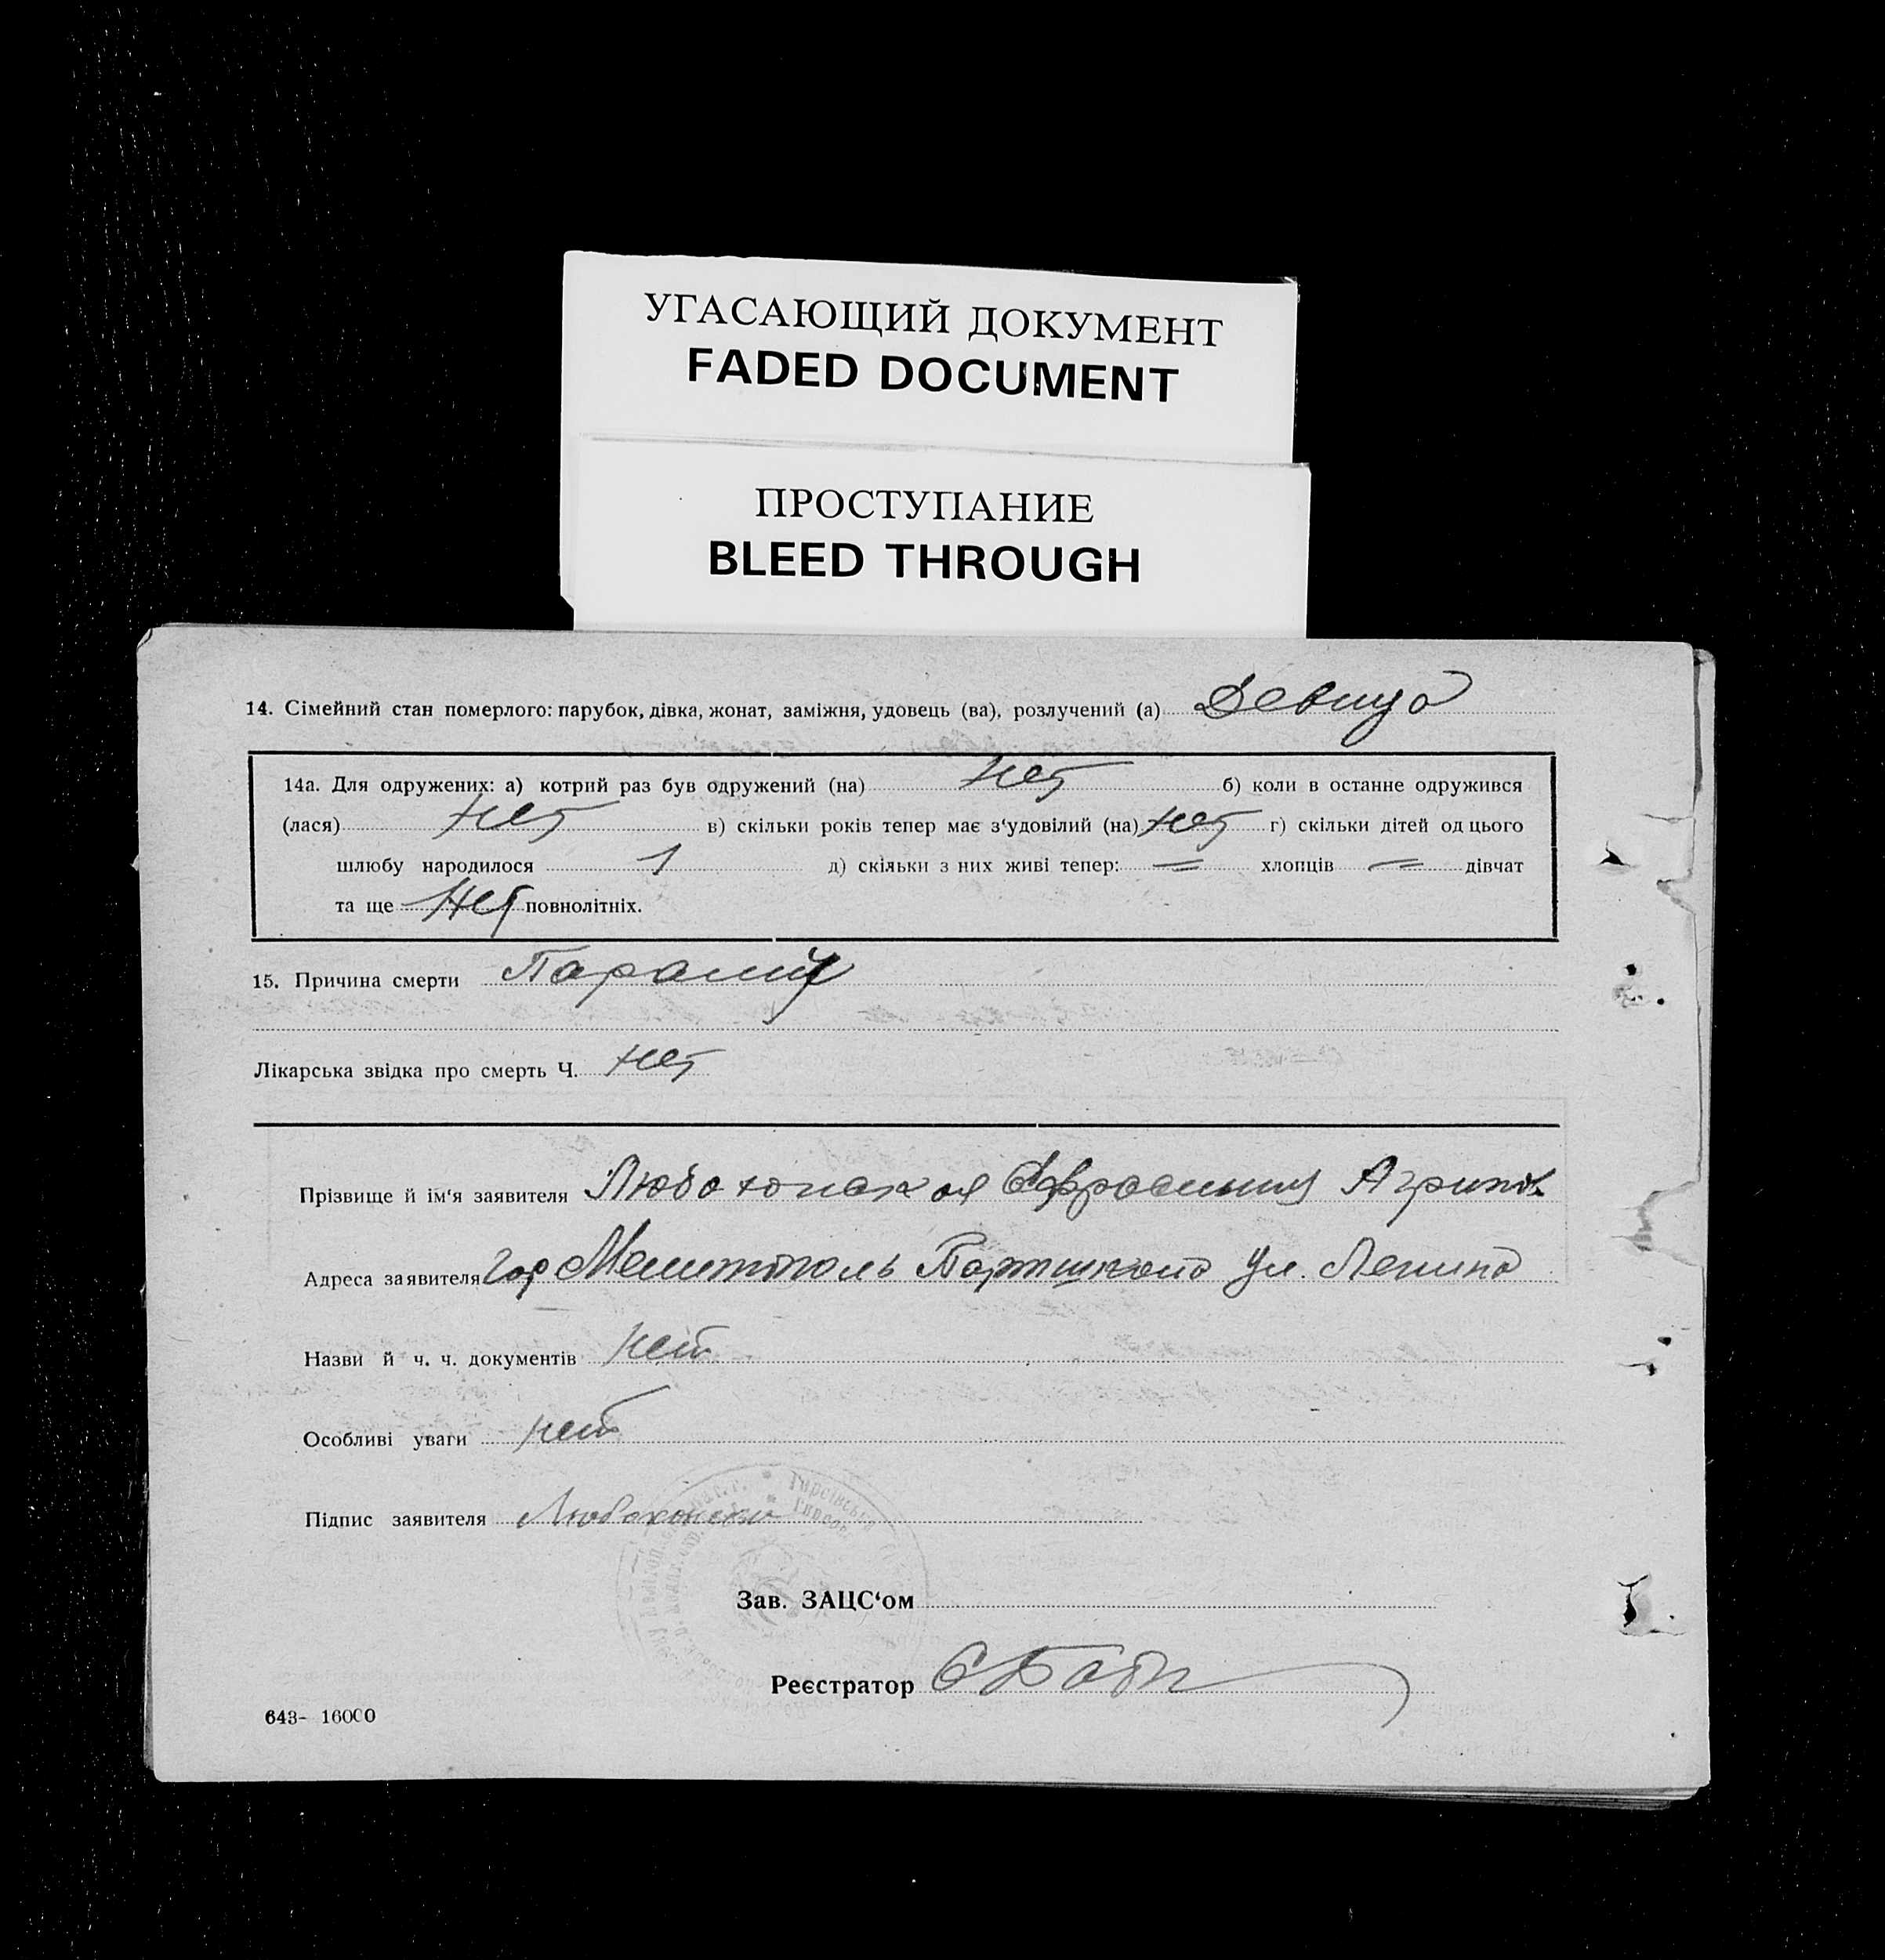 УГАСАЮЩИЙ ДОКУМЕНТ
FADED DOCUMENT
ПРОСТУПАНИЕ
BLEED THROUGH
14. Сімейний стан померлого: парубок, дівка, жонат, заміжня, удовець (ва), розлучений (а) Девица
14а. Для одружених: а) котрий раз був одружений (на) нет б) коли в останне одружився
(лася) нет в) скільки років тепер має з‘удовілий (на) нет г) скільки дітей од цього
шлюбу народилося 1 д) скільки з них живі тепер: = хлопців = дівчат
та ще Нет повнолітніх.
15. Причина смерти Паралич
Лікарська звідка про смерть Ч. нет
Прізвище й ім‘я заявителя Ефросиния
Адреса заявителя гор Мелитополь ул. Ленина
Назви й ч. ч. документів нет
Особливі уваги нет
Підпис заявителя
Зав. ЗАЦС‘ом
Реєстратор
643- 16000